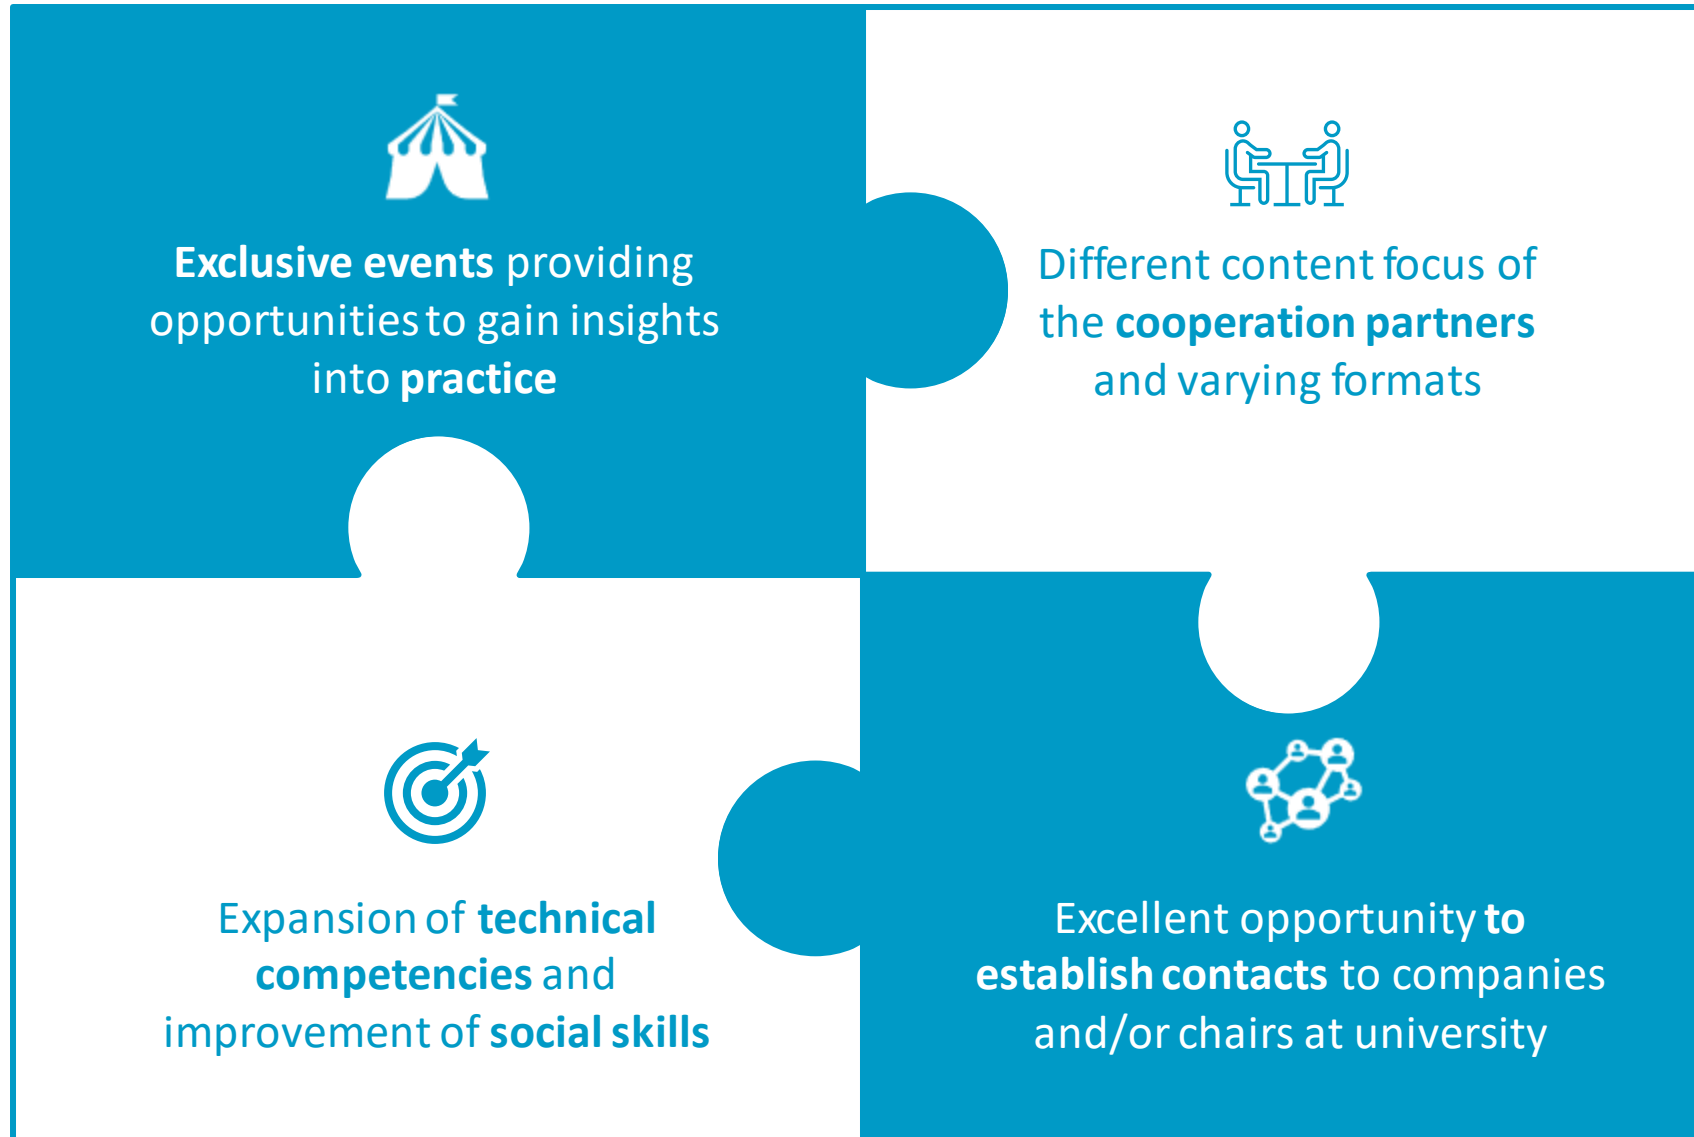 Exclusive events providing
opportunities to gain insights
into practice
Different content focus of
the cooperation partners
and varying formats
Expansion of technical
competencies and
improvement of social skills
Excellent opportunity to
establish contacts to companies
and/or chairs at university